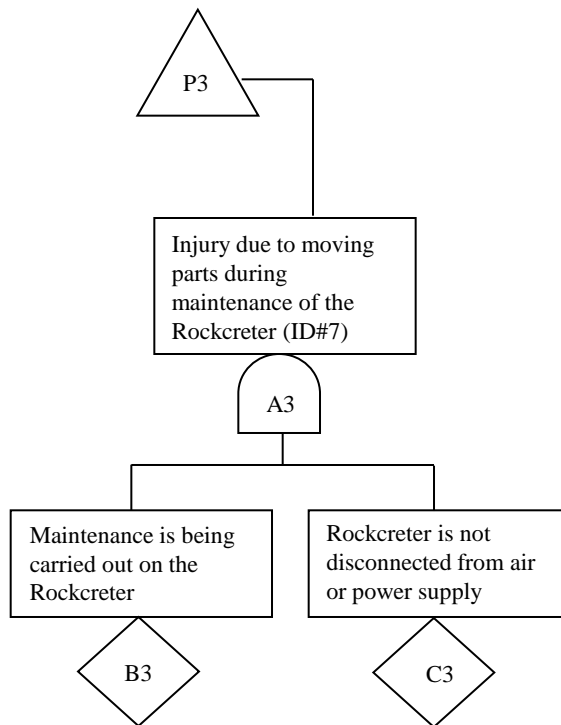 P3
Injury due to moving
parts during
maintenance of the
Rockcreter (ID#7)
A3
Maintenance is being
carried out on the
Rockcreter
Rockcreter is not
disconnected from air
or power supply
B3
C3